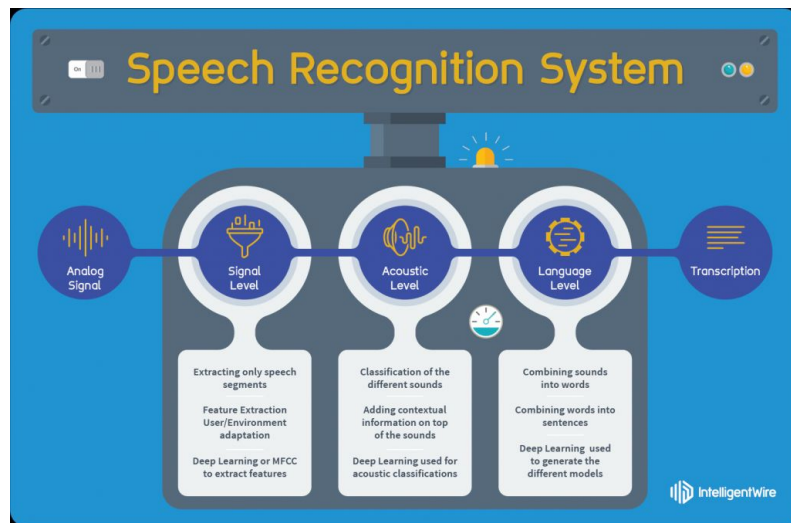 ON
Speech Recognition System
Analog
Signal
Signal
Level
Acoustic
Level
Language
Level
Transcription
Extracting only speech
segments
Feature Extraction
User/Environment
adaptation
Deep Learning or MFCC
to extract features
Classification of the
different sounds
Adding contextual
information on top
of the sounds
Deep Learning used for
acoustic classifications
Combining sounds
into words
Combining words into
sentences
Deep Learning used
to generate the
different models
IntelligentWire